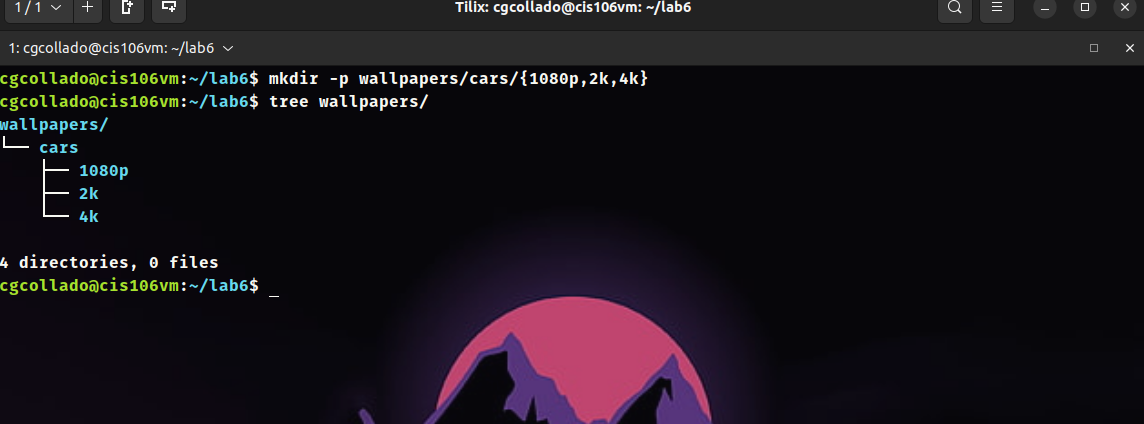 1 / 1
Tilix: cgcollado@cis106vm: ~/lab6
1: cgcollado@cis106vm: ~/lab6
cgcollado@cis106vm:~/lab6$ mkdir -p wallpapers/cars/{1080p,2k,4k}
cgcollado@cis106vm:~/lab6$ tree wallpapers/
wallpapers/
└── cars
    ├── 1080p
    ├── 2k
    └── 4k
4 directories, 0 files
cgcollado@cis106vm:~/lab6$ _